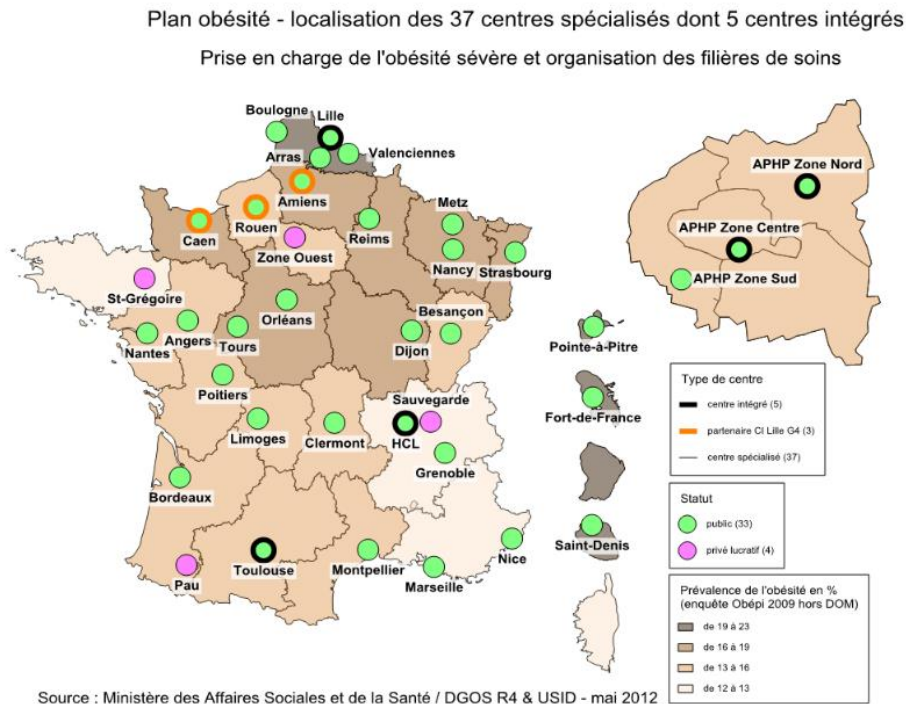 Plan obésité - localisation des 37 centres spécialisés dont 5 centres intégrés
Prise en charge de l'obésité sévère et organisation des filières de soins
Boulogne
Lille
Arras
Valenciennes
Amiens
Rouen
Caen
Zone Ouest
Reims
Metz
Nancy
Strasbourg
St-Grégoire
Nantes
Angers
Tours
Orléans
Besançon
Dijon
Poitiers
Limoges
Clermont
Sauvegarde
HCL
Grenoble
Bordeaux
Pau
Toulouse
Montpellier
Marseille
Nice
APHP Zone Nord
APHP Zone Centre
APHP Zone Sud
Pointe-à-Pitre
Fort-de-France
Saint-Denis
Type de centre
centre intégré (5)
partenaire CI Lille G4 (3)
centre spécialisé (37)
Statut
public (33)
privé lucratif (4)
Prévalence de l'obésité en %
(enquête Obépi 2009 hors DOM)
de 19 à 23
de 16 à 19
de 13 à 16
de 12 à 13
Source : Ministère des Affaires Sociales et de la Santé / DGOS R4 & USID - mai 2012